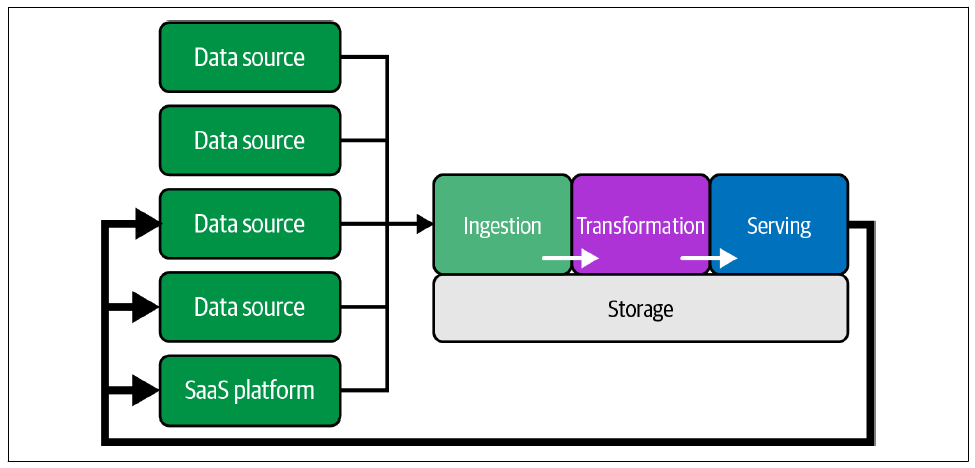 Data source
Data source
Data source
Data source
SaaS platform
Ingestion
Transformation
Serving
Storage